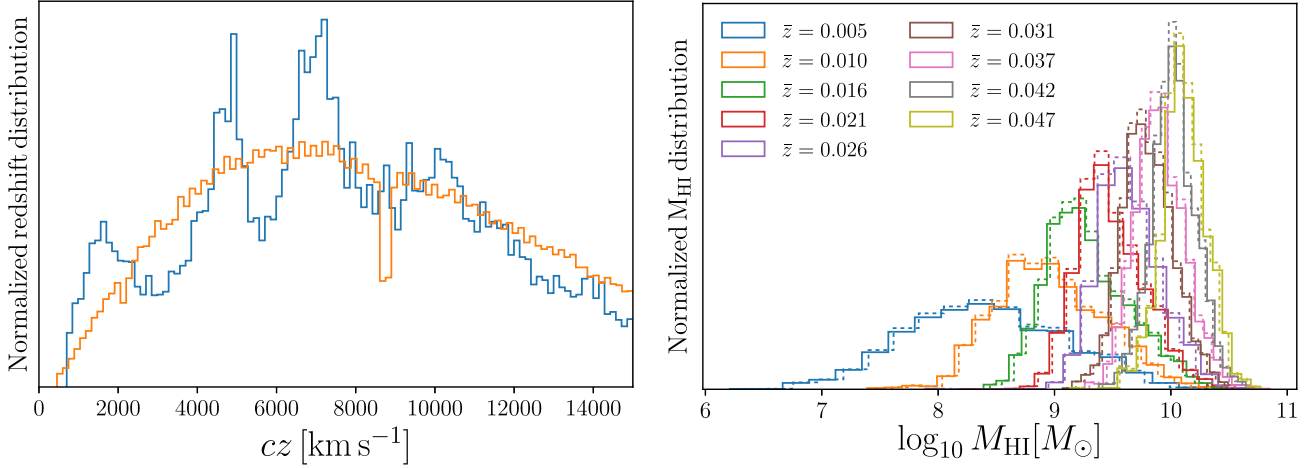 Normalized redshift distribution
0 2000 4000 6000 8000 10000 12000 14000
cz [km s⁻¹]
Normalized M_HI distribution
z̄ = 0.005
z̄ = 0.010
z̄ = 0.016
z̄ = 0.021
z̄ = 0.026
z̄ = 0.031
z̄ = 0.037
z̄ = 0.042
z̄ = 0.047
6 7 8 9 10 11
log₁₀ M_HI[M_⊙]